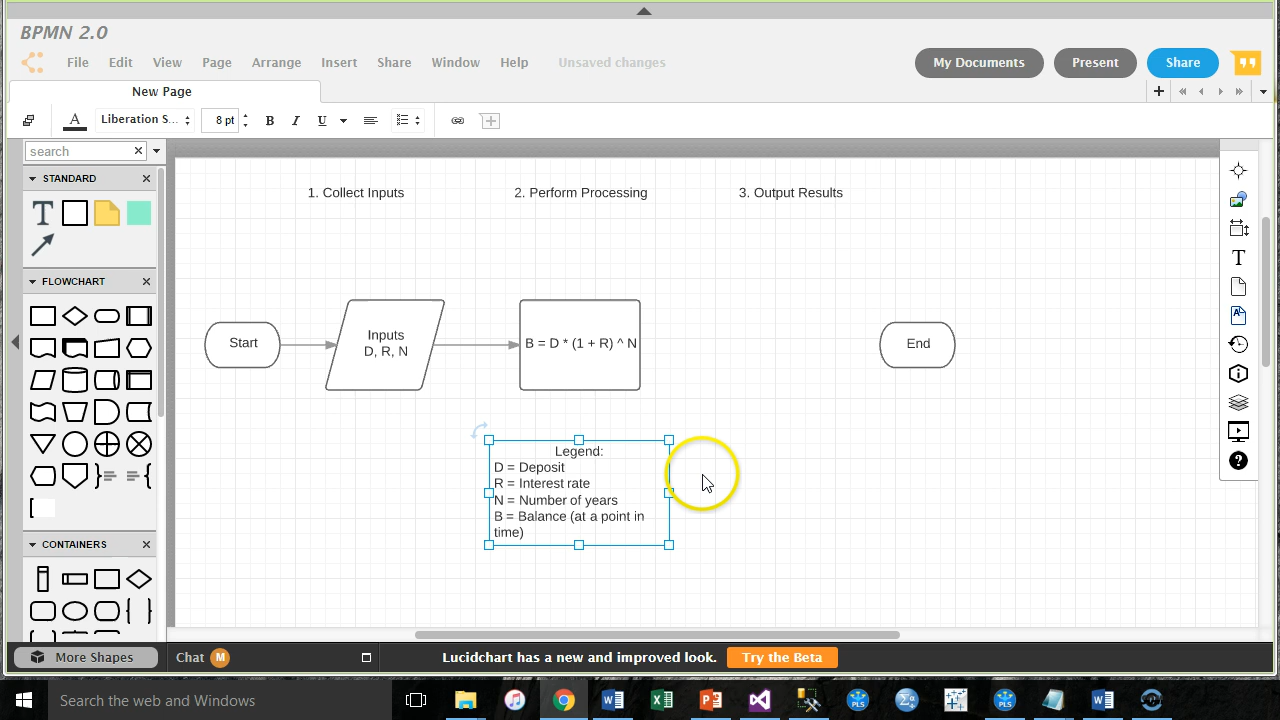 BPMN 2.0
File Edit View Page Arrange Insert Share Window Help Unsaved changes My Documents Present Share
New Page
A Liberation S... 8 pt B I U
search
STANDARD
T
FLOWCHART
CONTAINERS
1. Collect Inputs 2. Perform Processing 3. Output Results
Start
Inputs
D, R, N
B = D * (1 + R) ^ N
End
Legend:
D = Deposit
R = Interest rate
N = Number of years
B = Balance (at a point in
time)
T
A
?
More Shapes Chat M Lucidchart has a new and improved look. Try the Beta
Search the web and Windows
PLS PLS